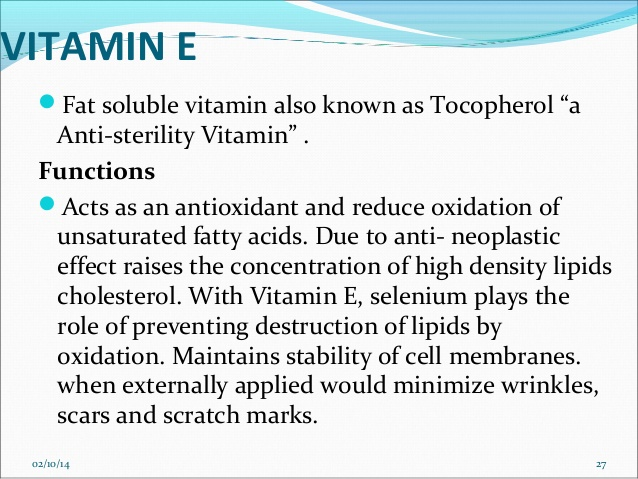 VITAMIN E
Fat soluble vitamin also known as Tocopherol “a
Anti-sterility Vitamin” .
Functions
Acts as an antioxidant and reduce oxidation of
unsaturated fatty acids. Due to anti- neoplastic
effect raises the concentration of high density lipids
cholesterol. With Vitamin E, selenium plays the
role of preventing destruction of lipids by
oxidation. Maintains stability of cell membranes.
when externally applied would minimize wrinkles,
scars and scratch marks.
02/10/14 27